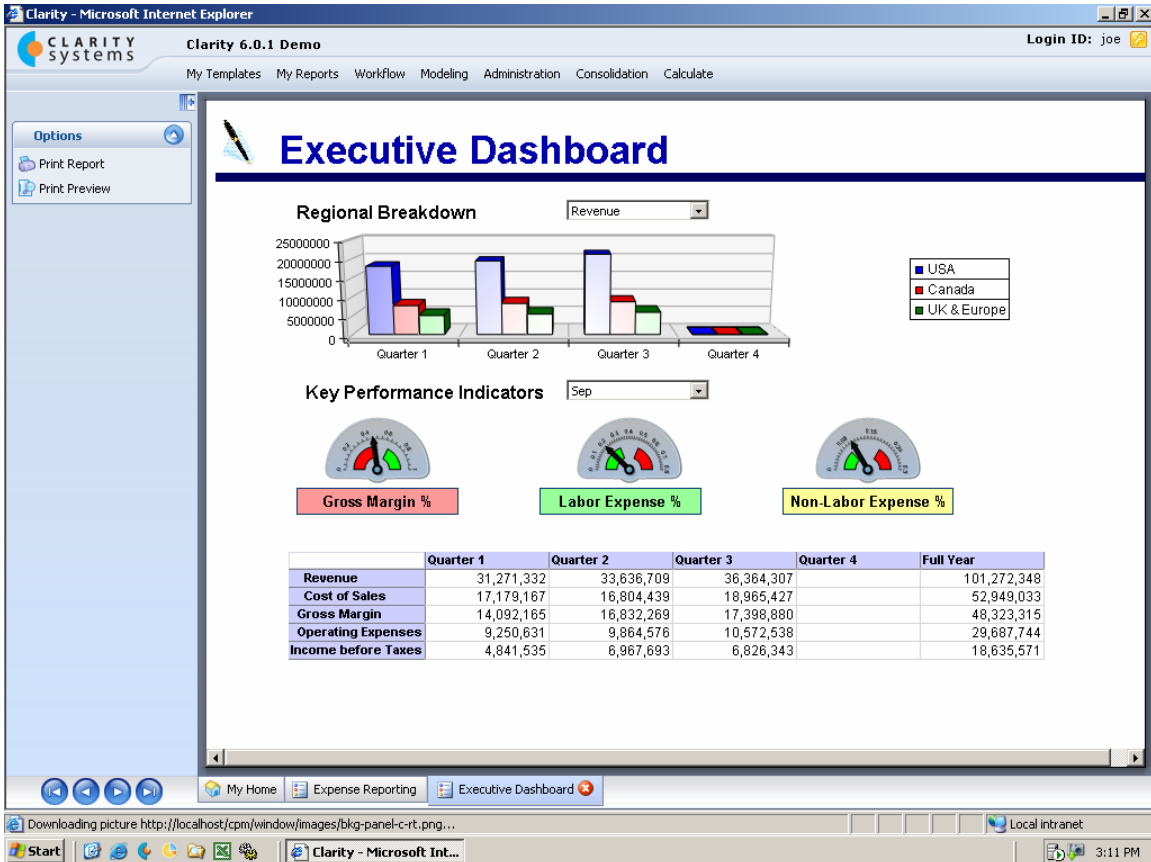 Clarity - Microsoft Internet Explorer
CLARITY
systems
Clarity 6.0.1 Demo
Login ID: joe
My Templates My Reports Workflow Modeling Administration Consolidation Calculate
Options
Print Report
Print Preview
Executive Dashboard
Regional Breakdown
Revenue
25000000
20000000
15000000
10000000
5000000
0
Quarter 1 Quarter 2 Quarter 3 Quarter 4
USA
Canada
UK & Europe
Key Performance Indicators
Sep
Gross Margin % Labor Expense % Non-Labor Expense %
Quarter 1 Quarter 2 Quarter 3 Quarter 4 Full Year
Revenue 31,271,332 33,636,709 36,364,307 101,272,348
Cost of Sales 17,179,167 16,804,439 18,965,427 52,949,033
Gross Margin 14,092,165 16,832,269 17,398,880 48,323,315
Operating Expenses 9,250,631 9,864,576 10,572,538 29,687,744
Income before Taxes 4,841,535 6,967,693 6,826,343 18,635,571
My Home Expense Reporting Executive Dashboard
Downloading picture http://localhost/cpm/window/images/bkg-panel-c-rt.png...
Local intranet
Start
Clarity - Microsoft Int...
3:11 PM